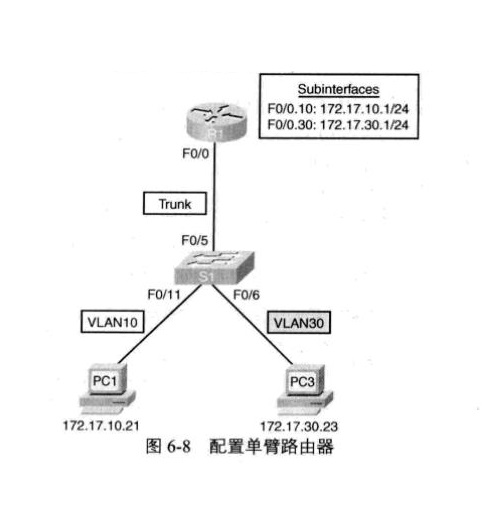 Subinterfaces
F0/0.10: 172.17.10.1/24
F0/0.30: 172.17.30.1/24
R1
F0/0
Trunk
F0/5
S1
F0/11
F0/6
VLAN10
VLAN30
PC1
PC3
172.17.10.21
172.17.30.23
图 6-8 配置单臂路由器